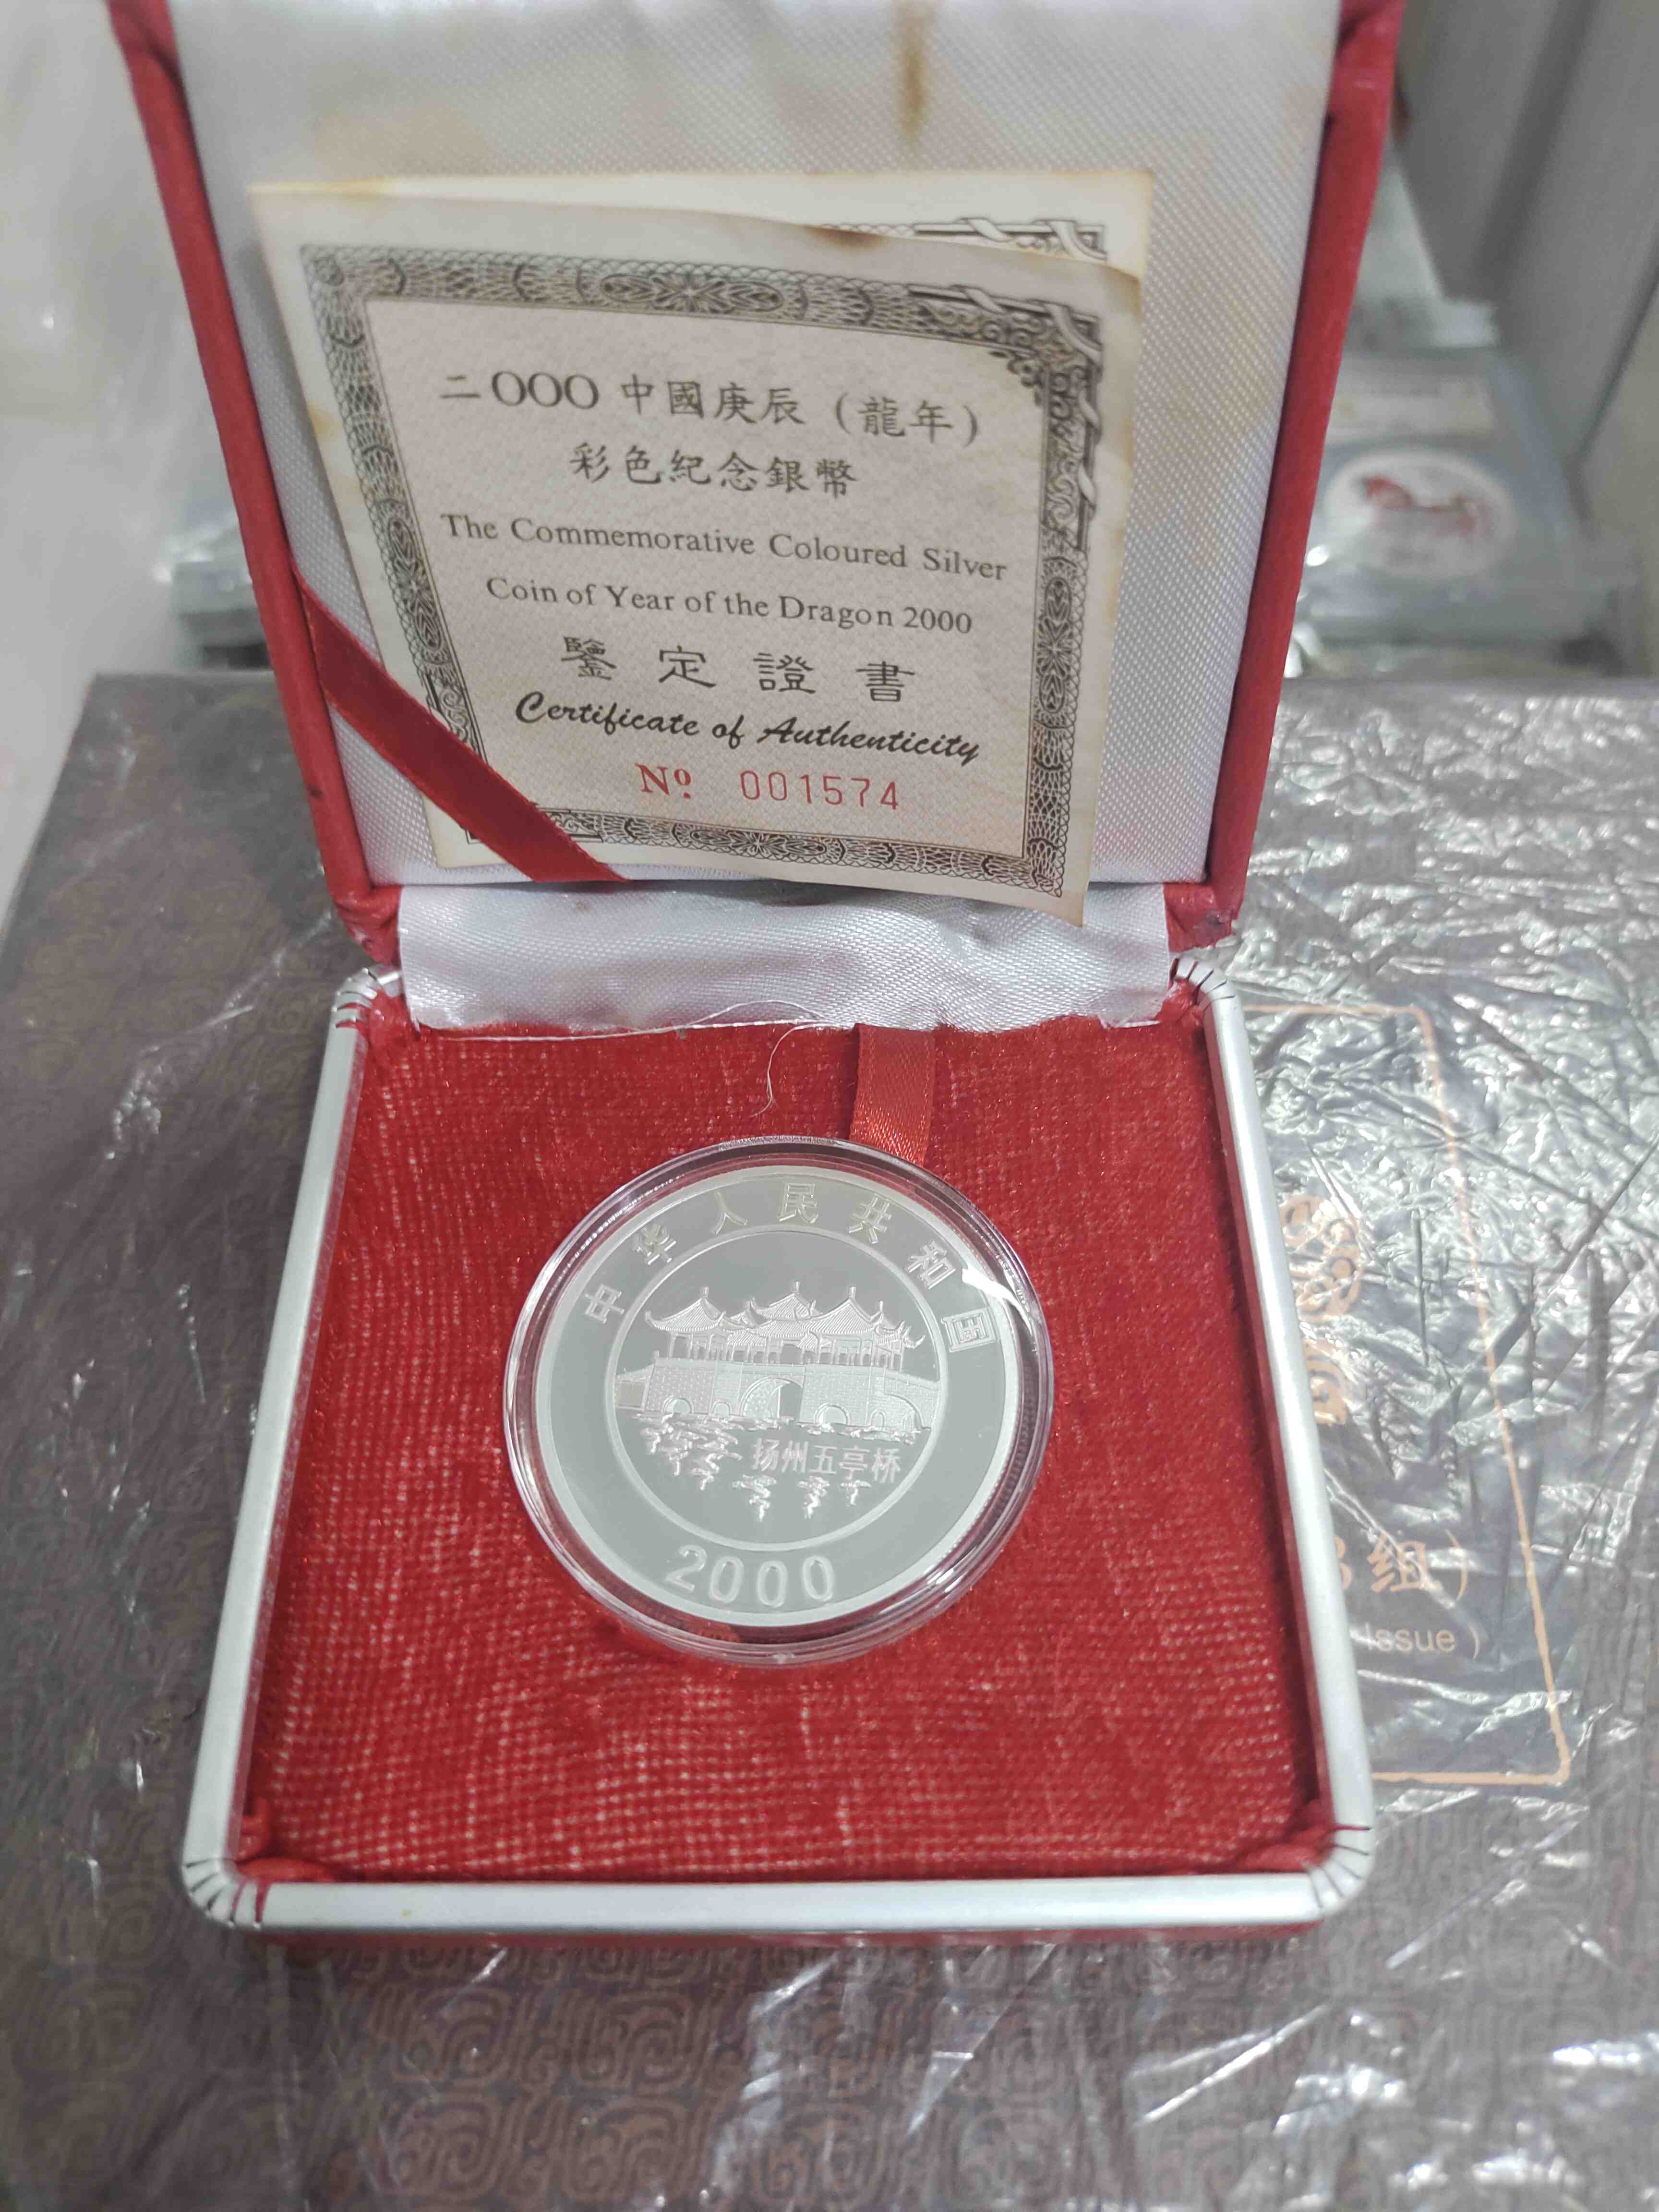 二OOO 中國庚辰（龍年）
彩色紀念銀幣
The Commemorative Coloured Silver
Coin of Year of the Dragon 2000
鑒定證書
Certificate of Authenticity
Nº. 001574
中华人民共和国
扬州五亭桥
2000
组）
Issue )